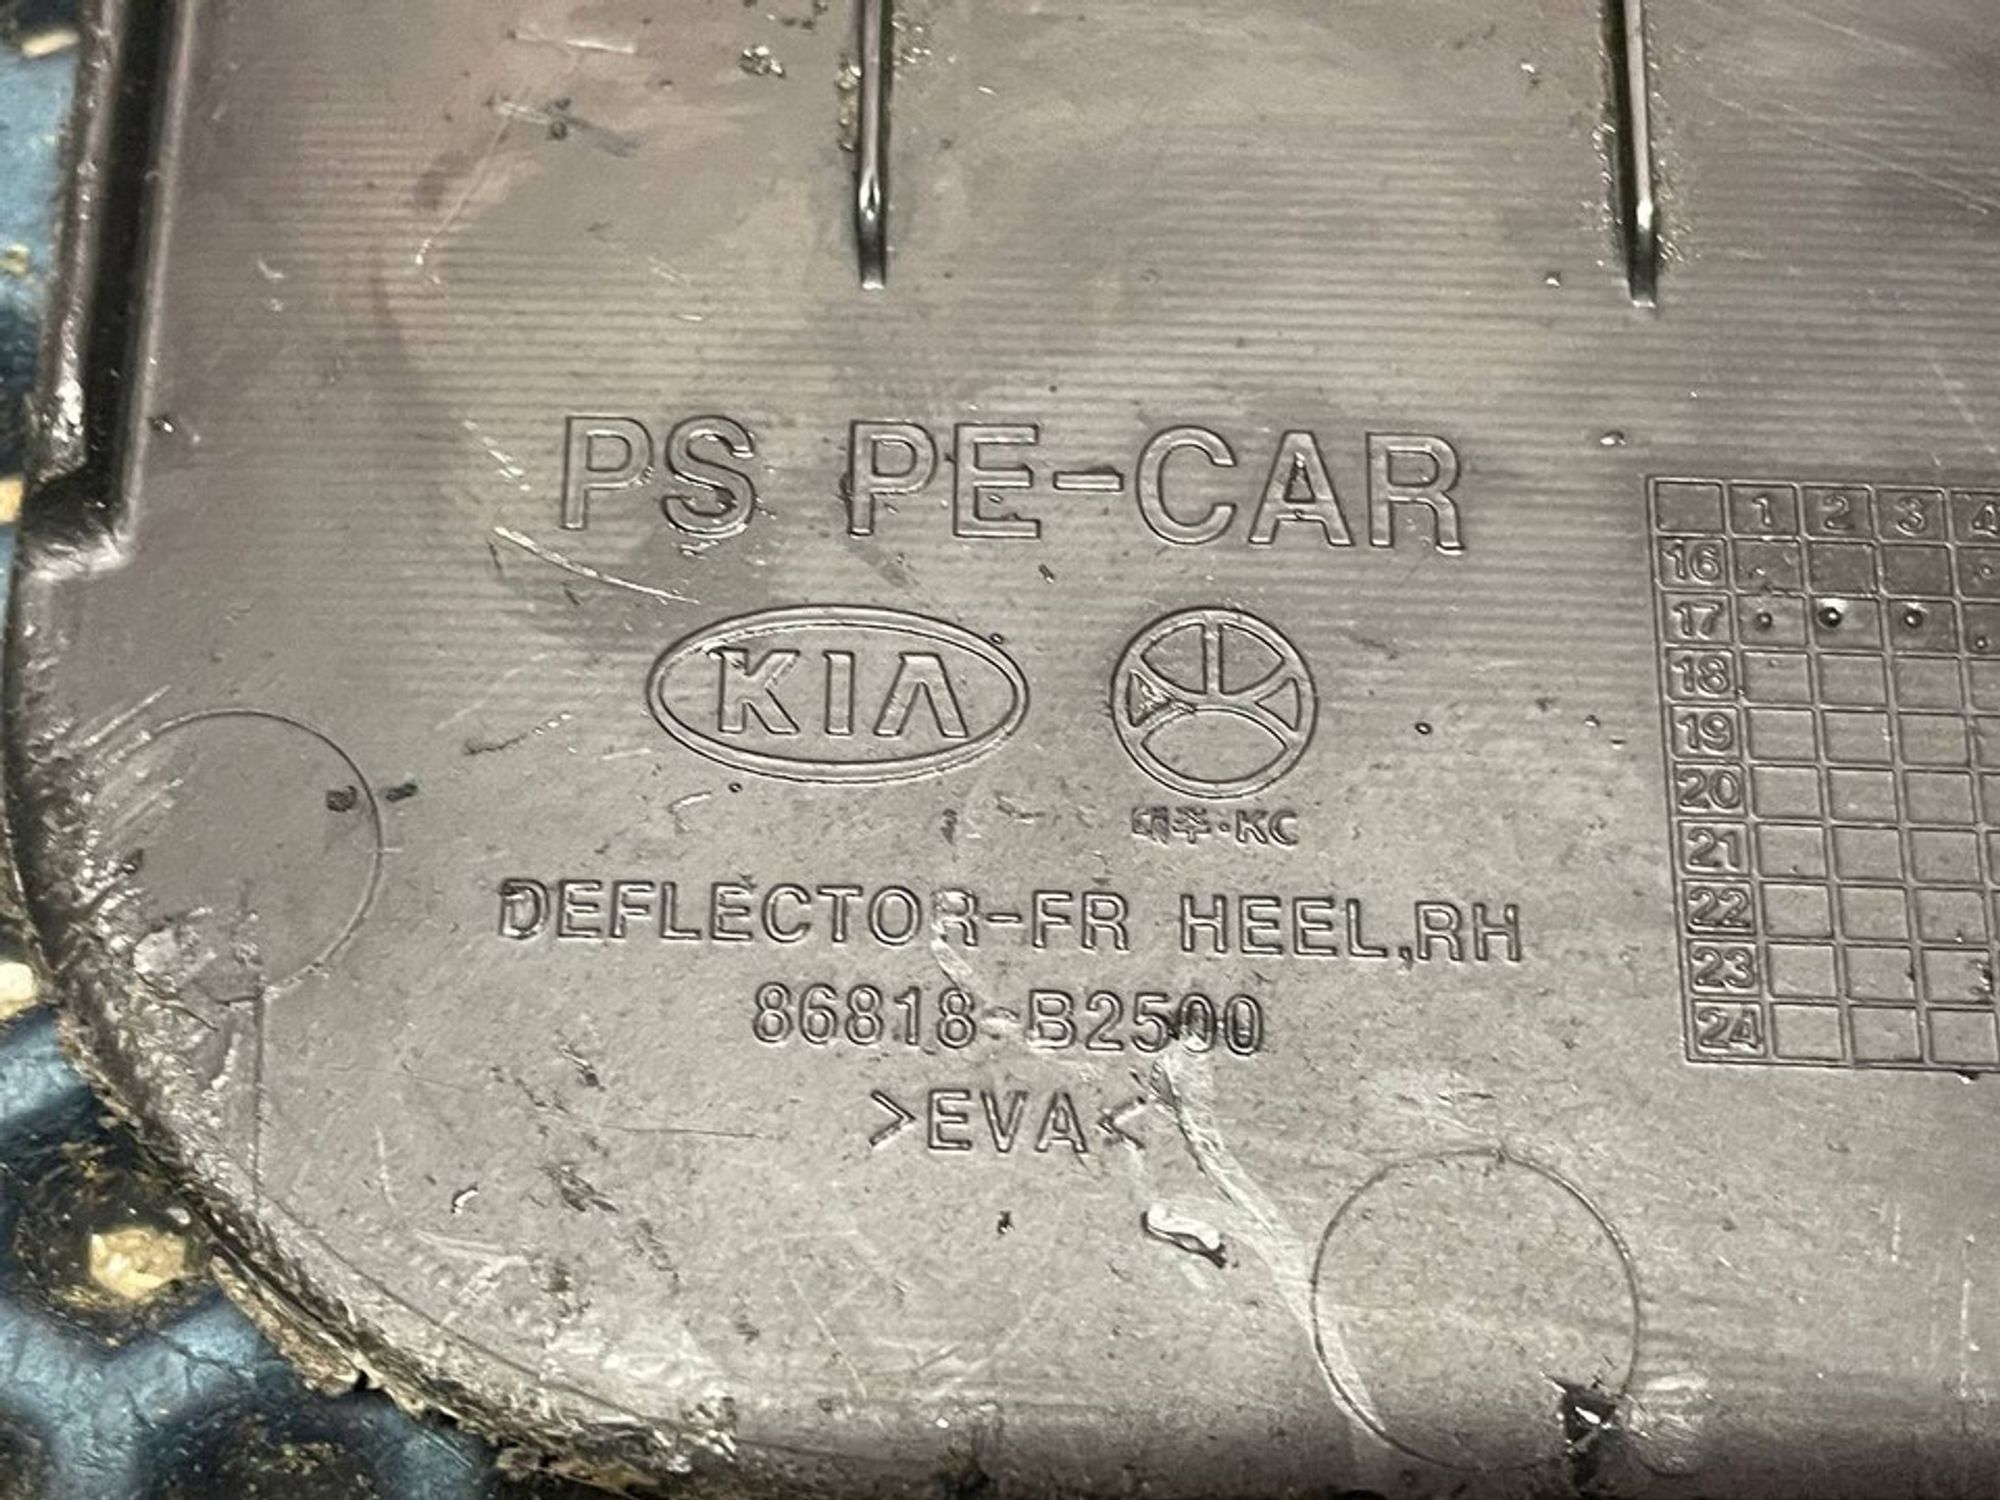 PS PE-CAR
KIA
·KC
DEFLECTOR-FR HEEL,RH
86818-B2500
>EVA<
1 2 3 4
16
17
18
19
20
21
22
23
24